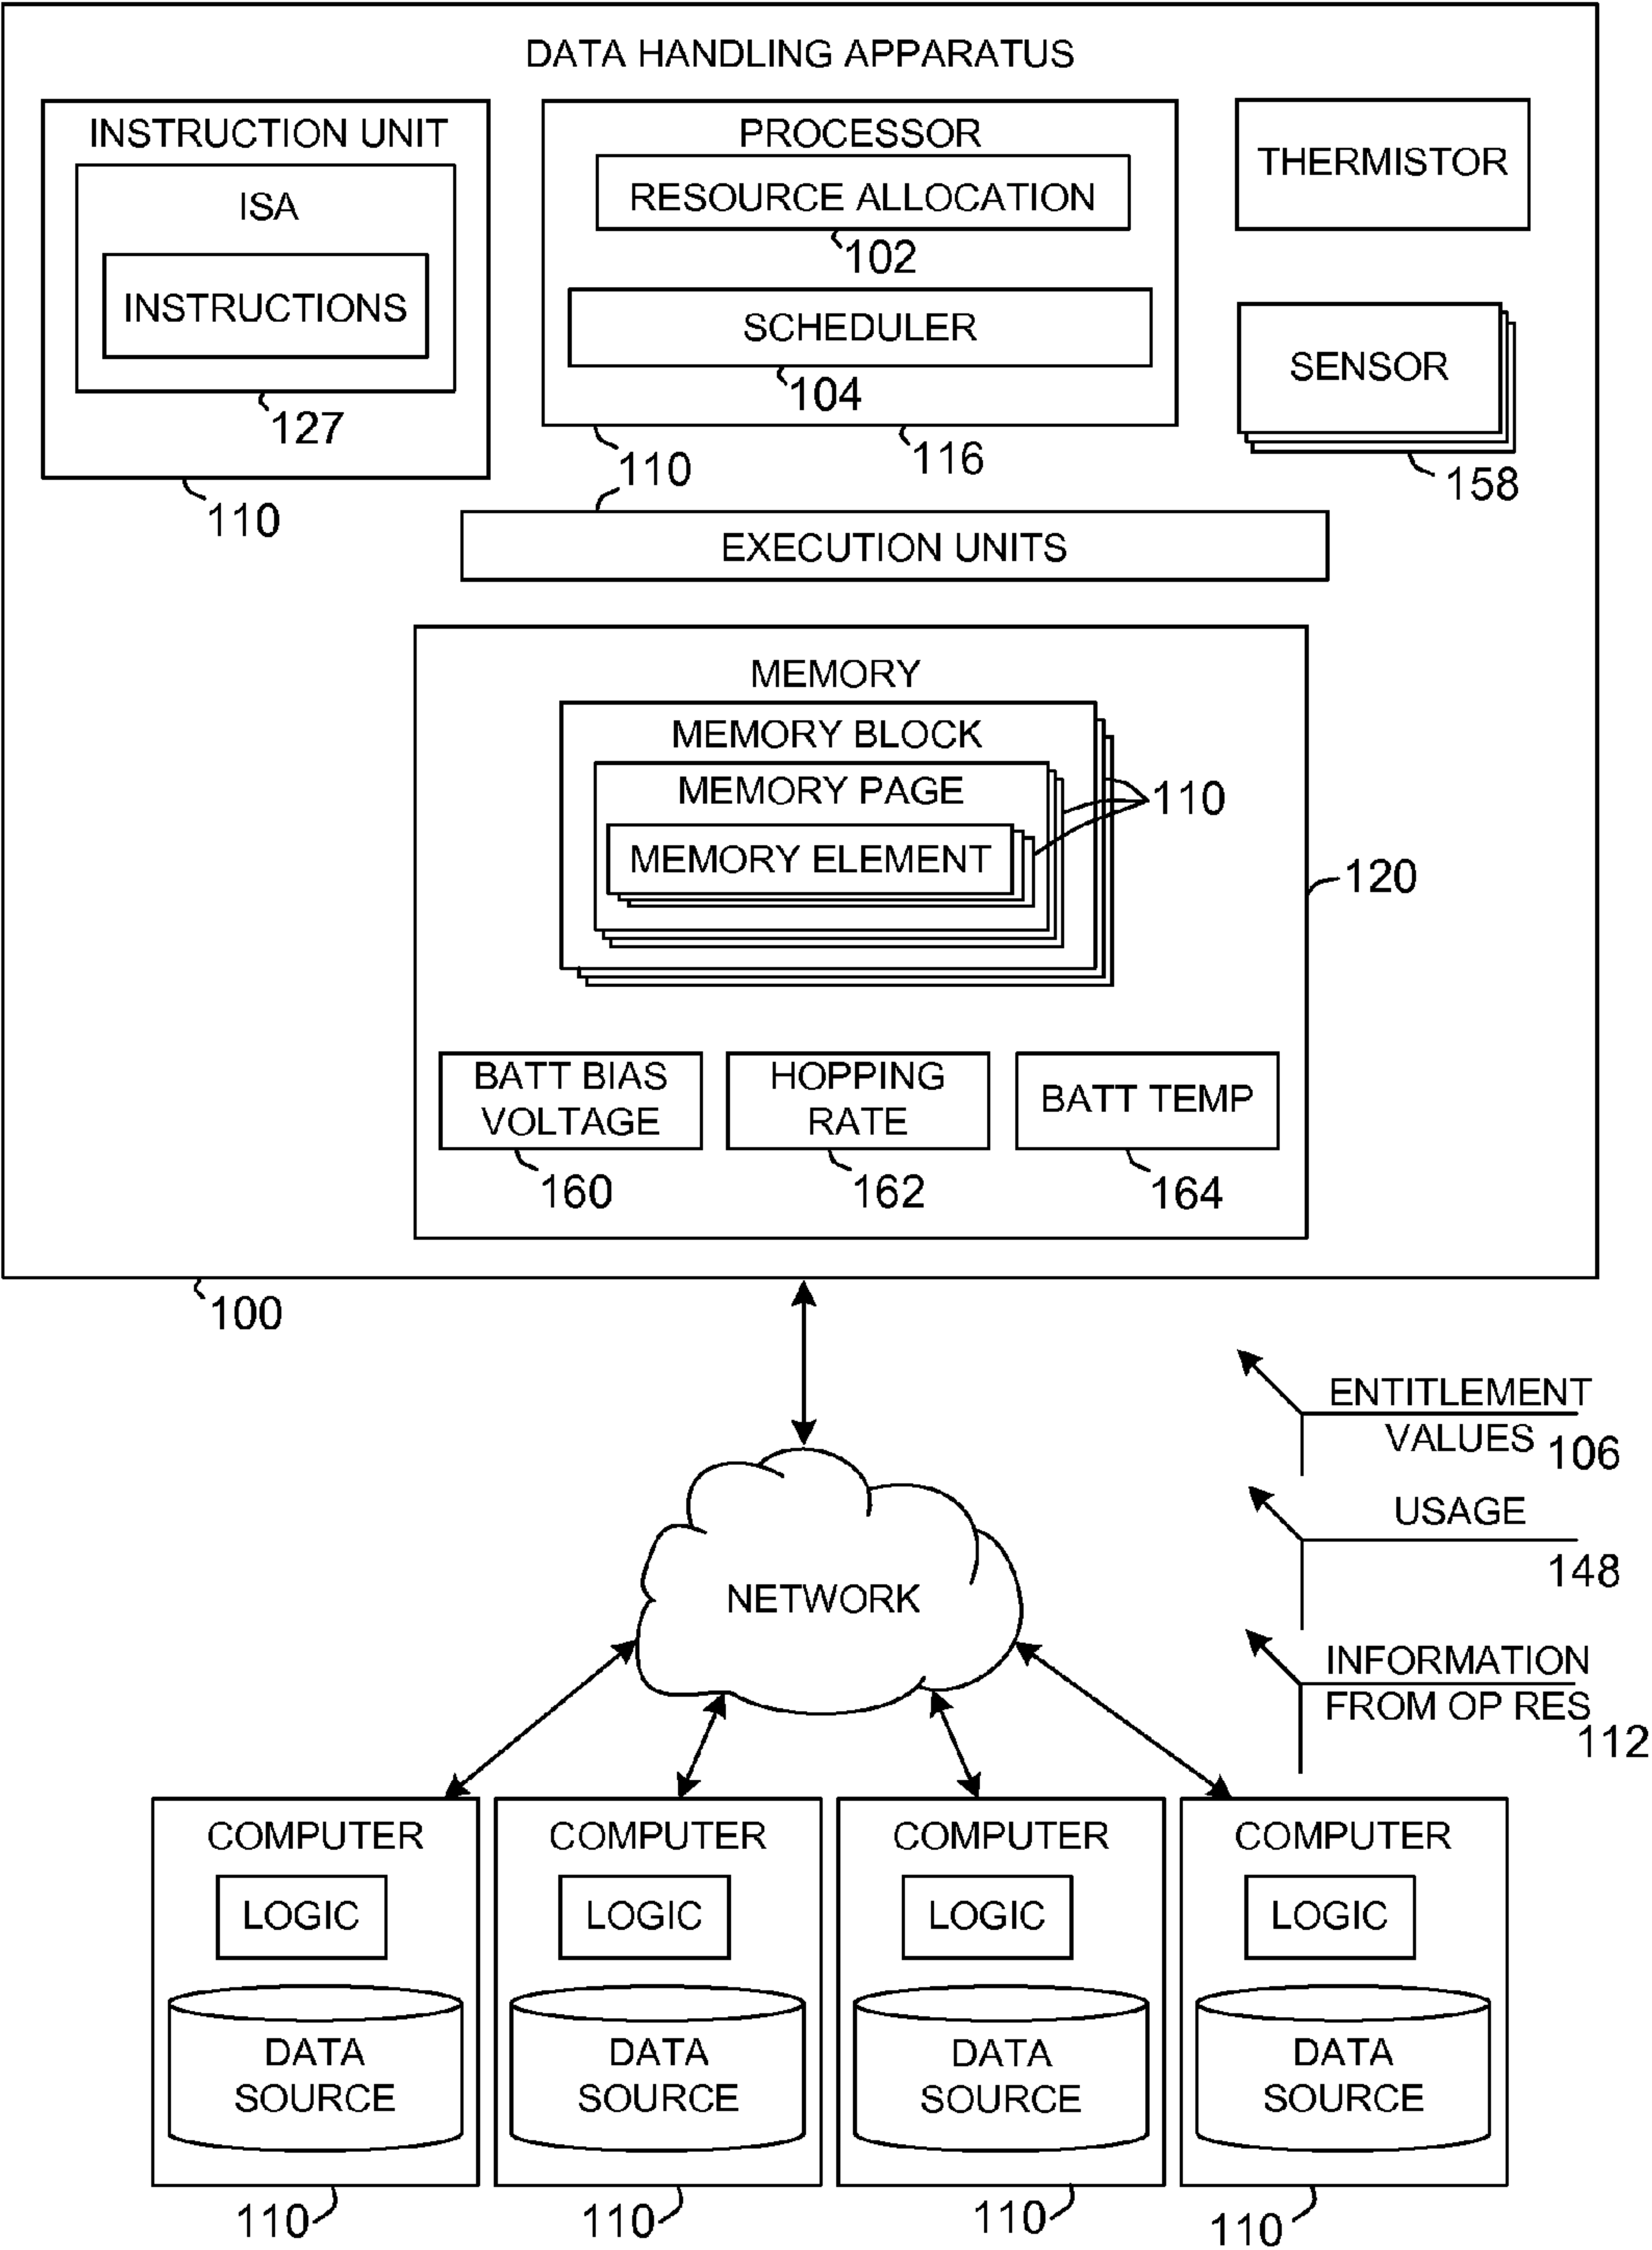 DATA HANDLING APPARATUS
INSTRUCTION UNIT
ISA
INSTRUCTIONS
127
110
PROCESSOR
RESOURCE ALLOCATION
102
SCHEDULER
104
110
116
THERMISTOR
SENSOR
158
EXECUTION UNITS
MEMORY
MEMORY BLOCK
MEMORY PAGE
MEMORY ELEMENT
110
120
BATT BIAS
VOLTAGE
160
HOPPING
RATE
162
BATT TEMP
164
100
ENTITLEMENT
VALUES
106
USAGE
148
INFORMATION
FROM OP RES
112
NETWORK
COMPUTER
LOGIC
DATA
SOURCE
110
COMPUTER
LOGIC
DATA
SOURCE
110
COMPUTER
LOGIC
DATA
SOURCE
110
COMPUTER
LOGIC
DATA
SOURCE
110